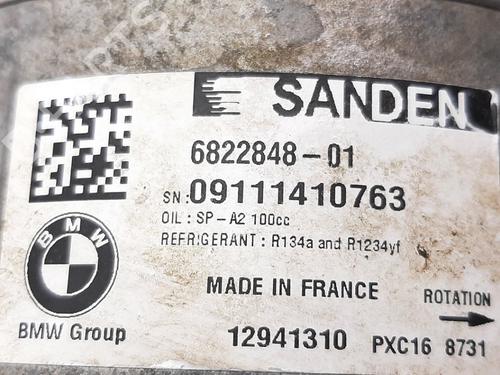 SANDEN
6822848-01
SN: 09111410763
OIL : SP-A2 100cc
REFRIGERANT : R134a and R1234yf
BMW
MADE IN FRANCE
ROTATION
BMW Group
12941310
PXC16 8731